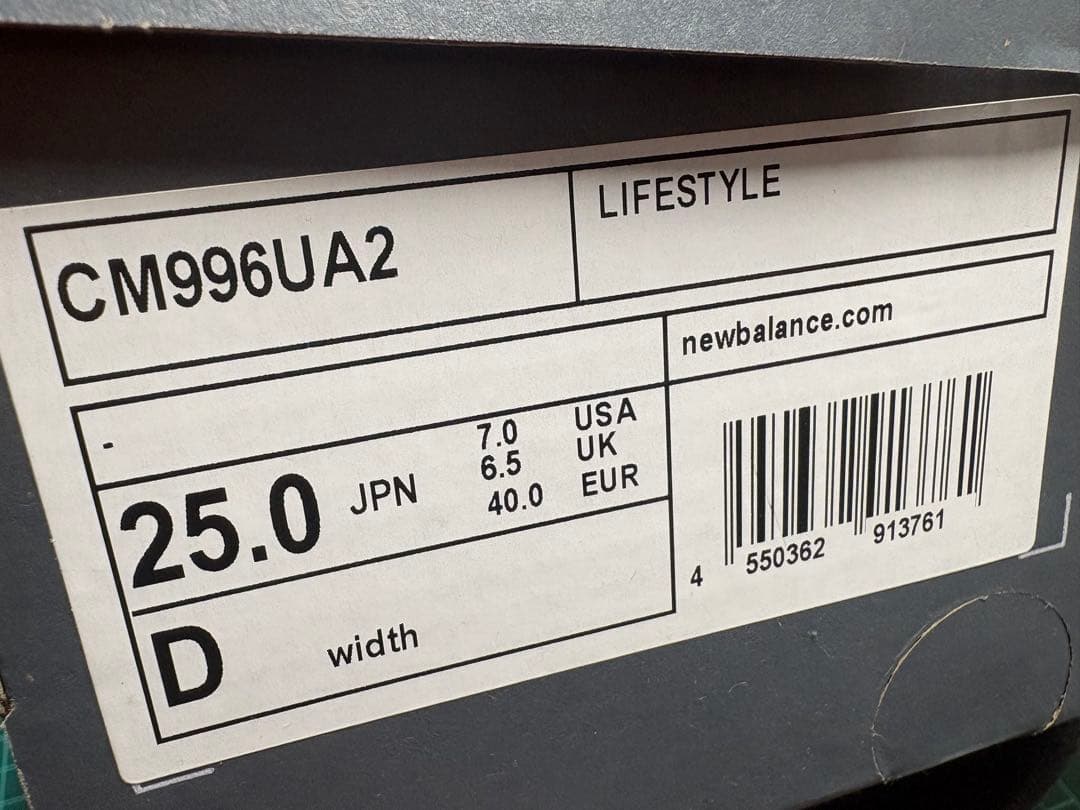 CM996UA2
LIFESTYLE
newbalance.com
-
25.0 JPN
7.0 USA
6.5 UK
40.0 EUR
D width
4 550362 913761